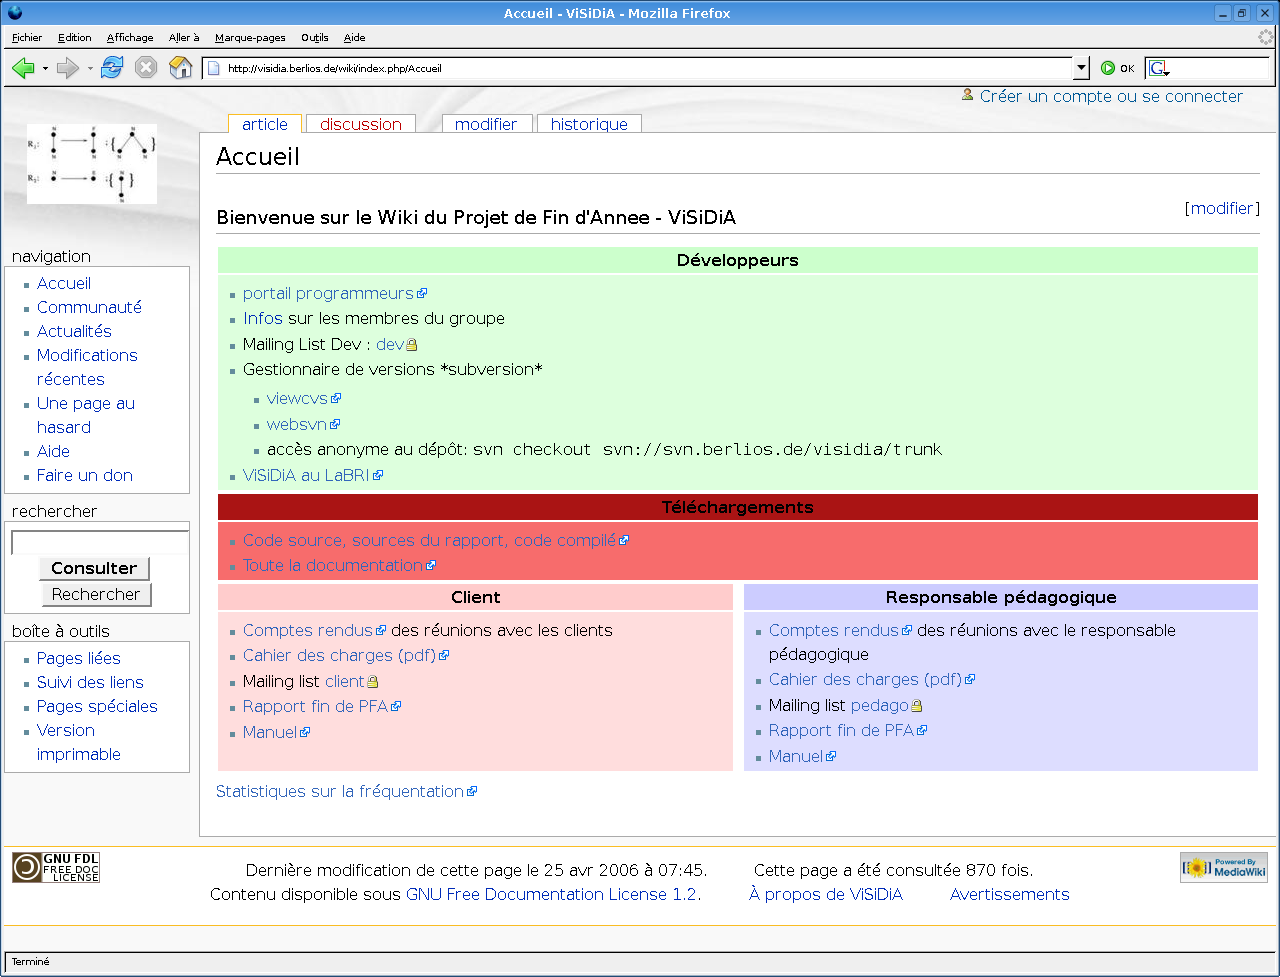 Accueil - ViSiDiA - Mozilla Firefox
Fichier Edition Affichage Aller à Marque-pages Outils Aide
http://visidia.berlios.de/wiki/index.php/Accueil OK G
Créer un compte ou se connecter
article discussion modifier historique
Accueil
Bienvenue sur le Wiki du Projet de Fin d'Annee - ViSiDiA [modifier]
navigation
Accueil
Communauté
Actualités
Modifications
récentes
Une page au
hasard
Aide
Faire un don
rechercher
Consulter
Rechercher
boîte à outils
Pages liées
Suivi des liens
Pages spéciales
Version
imprimable
Développeurs
portail programmeurs
Infos sur les membres du groupe
Mailing List Dev : dev
Gestionnaire de versions *subversion*
viewcvs
websvn
accès anonyme au dépôt: svn checkout svn://svn.berlios.de/visidia/trunk
ViSiDiA au LaBRI
Téléchargements
Code source, sources du rapport, code compilé
Toute la documentation
Client
Comptes rendus des réunions avec les clients
Cahier des charges (pdf)
Mailing list client
Rapport fin de PFA
Manuel
Responsable pédagogique
Comptes rendus des réunions avec le responsable
pédagogique
Cahier des charges (pdf)
Mailing list pedago
Rapport fin de PFA
Manuel
Statistiques sur la fréquentation
GNU FDL
FREE DOC
LICENSE
Dernière modification de cette page le 25 avr 2006 à 07:45. Cette page a été consultée 870 fois.
Contenu disponible sous GNU Free Documentation License 1.2. À propos de ViSiDiA Avertissements
Powered By
MediaWiki
Terminé